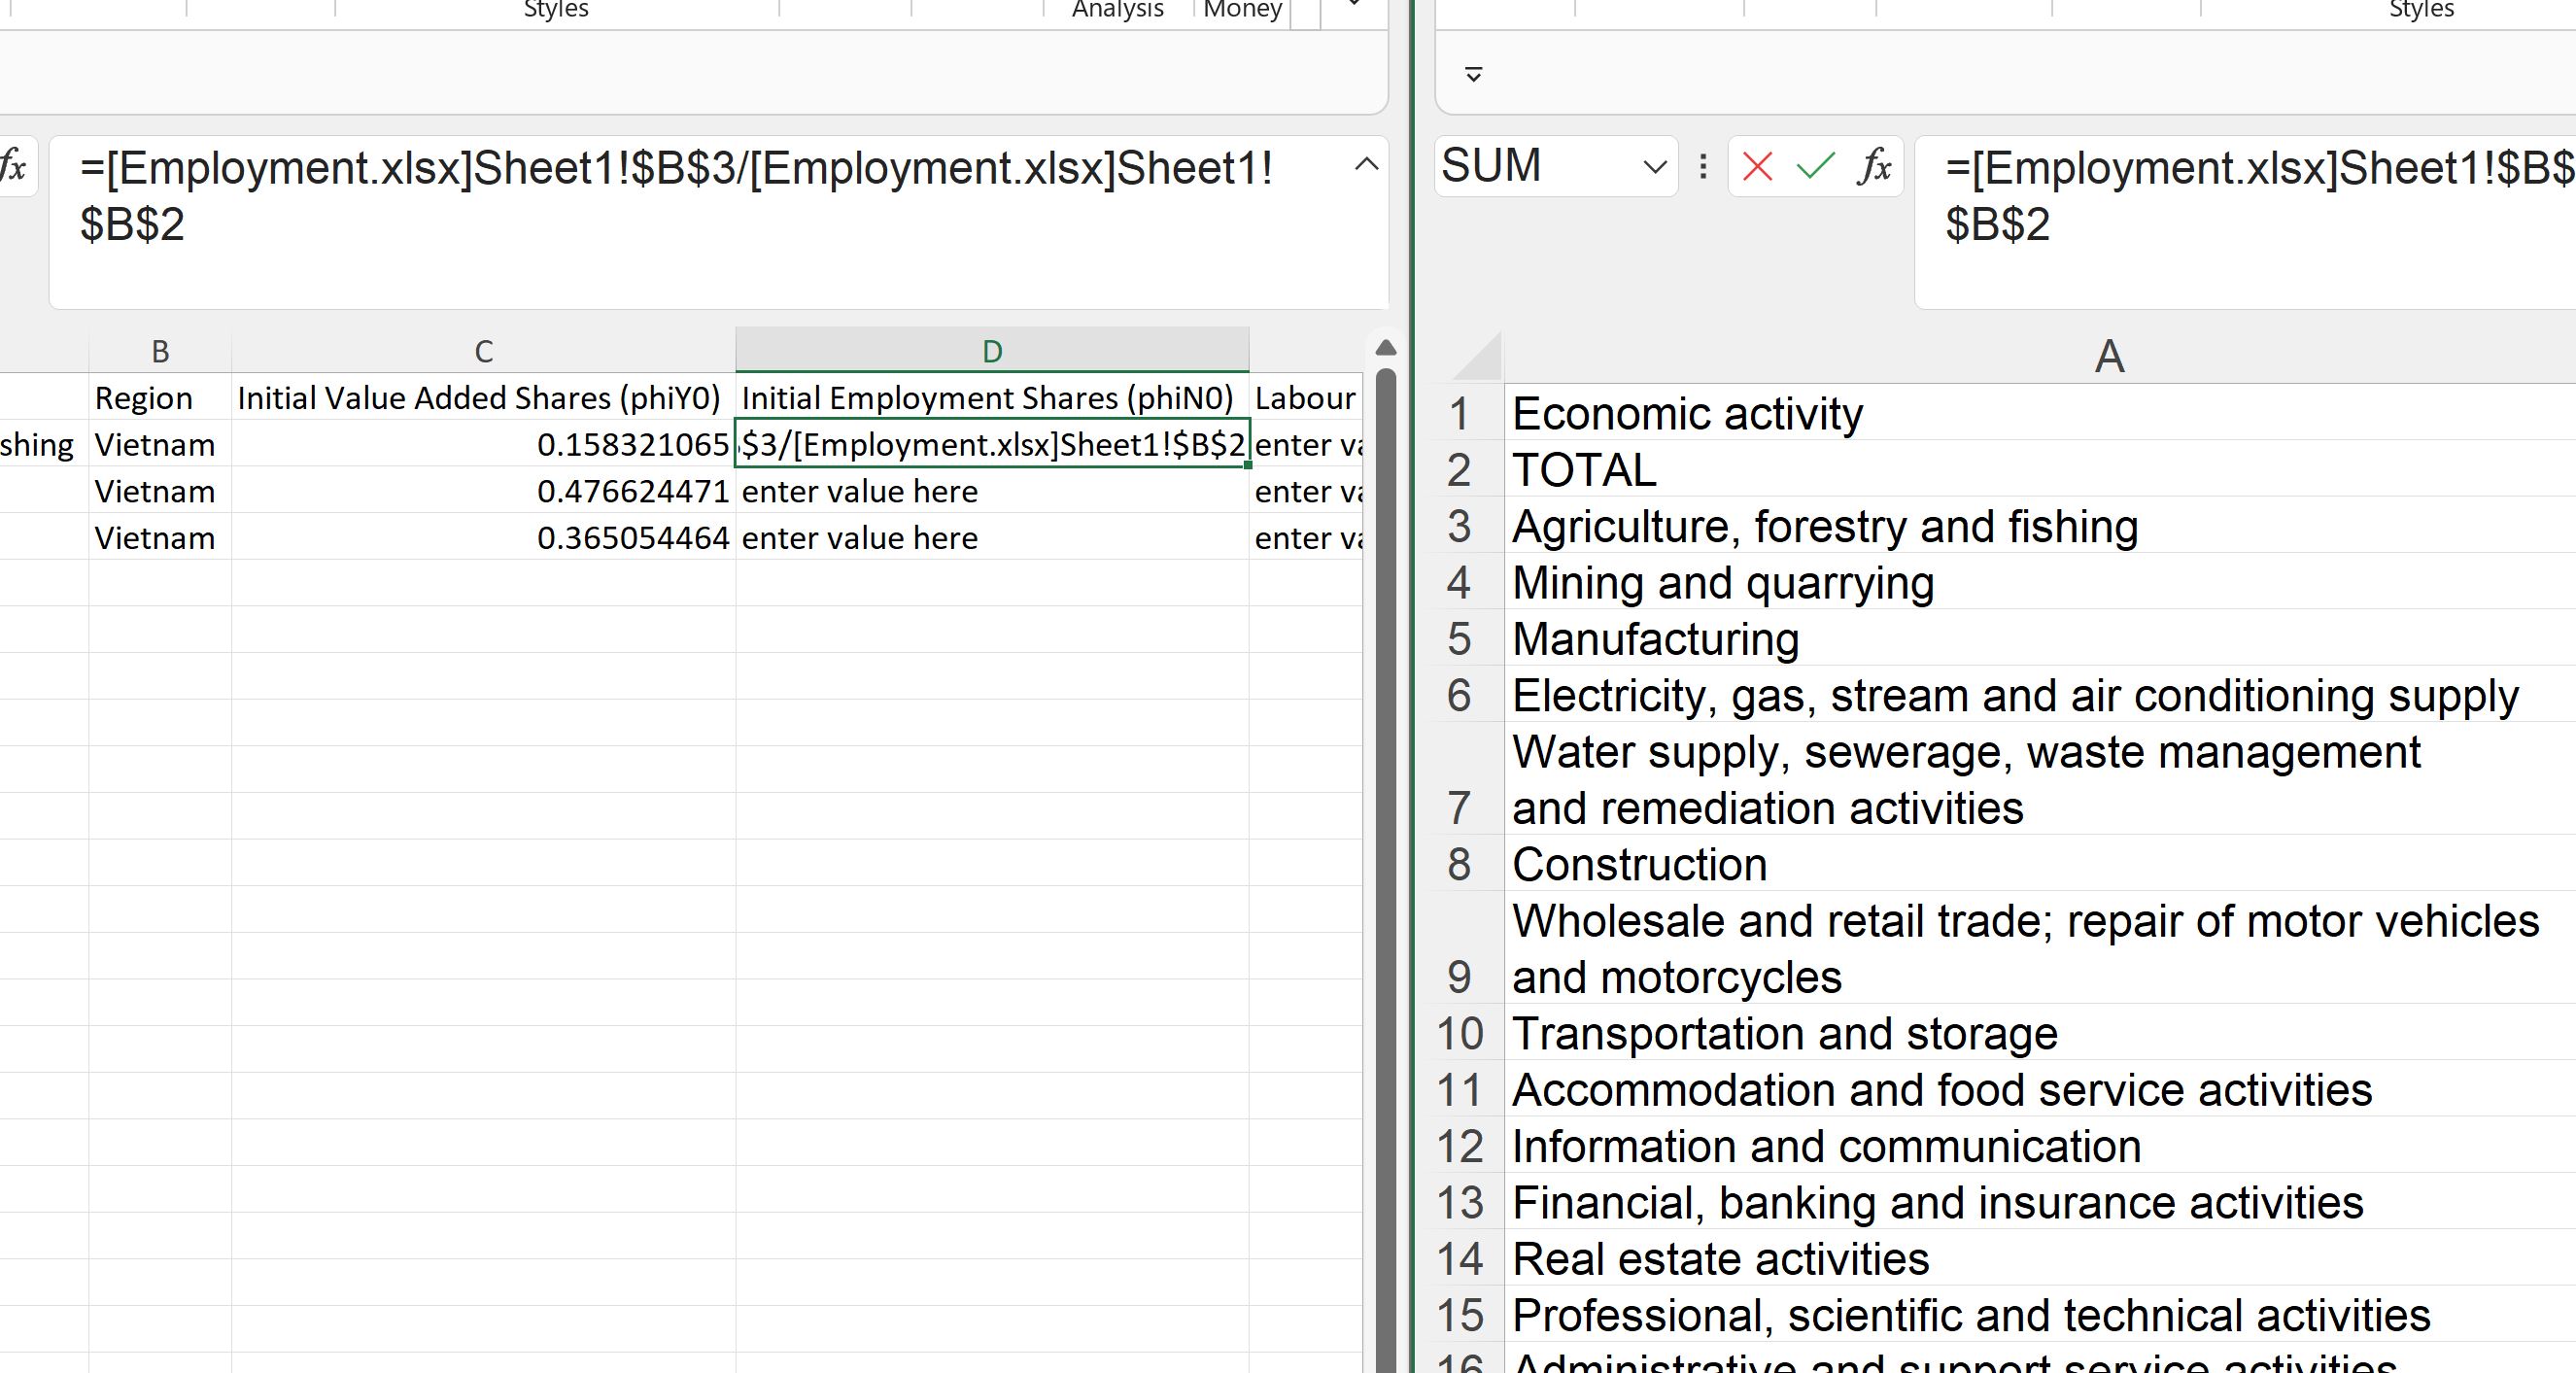 Styles
Analysis
Money
Styles
fx
=[Employment.xlsx]Sheet1!$B$3/[Employment.xlsx]Sheet1!
$B$2
SUM
fx
=[Employment.xlsx]Sheet1!$B$
$B$2
B C D
Region Initial Value Added Shares (phiY0) Initial Employment Shares (phiN0) Labour
shing Vietnam 0.158321065 $3/[Employment.xlsx]Sheet1!$B$2 enter va
Vietnam 0.476624471 enter value here enter va
Vietnam 0.365054464 enter value here enter va
A
1 Economic activity
2 TOTAL
3 Agriculture, forestry and fishing
4 Mining and quarrying
5 Manufacturing
6 Electricity, gas, stream and air conditioning supply
Water supply, sewerage, waste management
7 and remediation activities
8 Construction
Wholesale and retail trade; repair of motor vehicles
9 and motorcycles
10 Transportation and storage
11 Accommodation and food service activities
12 Information and communication
13 Financial, banking and insurance activities
14 Real estate activities
15 Professional, scientific and technical activities
16 Administrative and support service activities